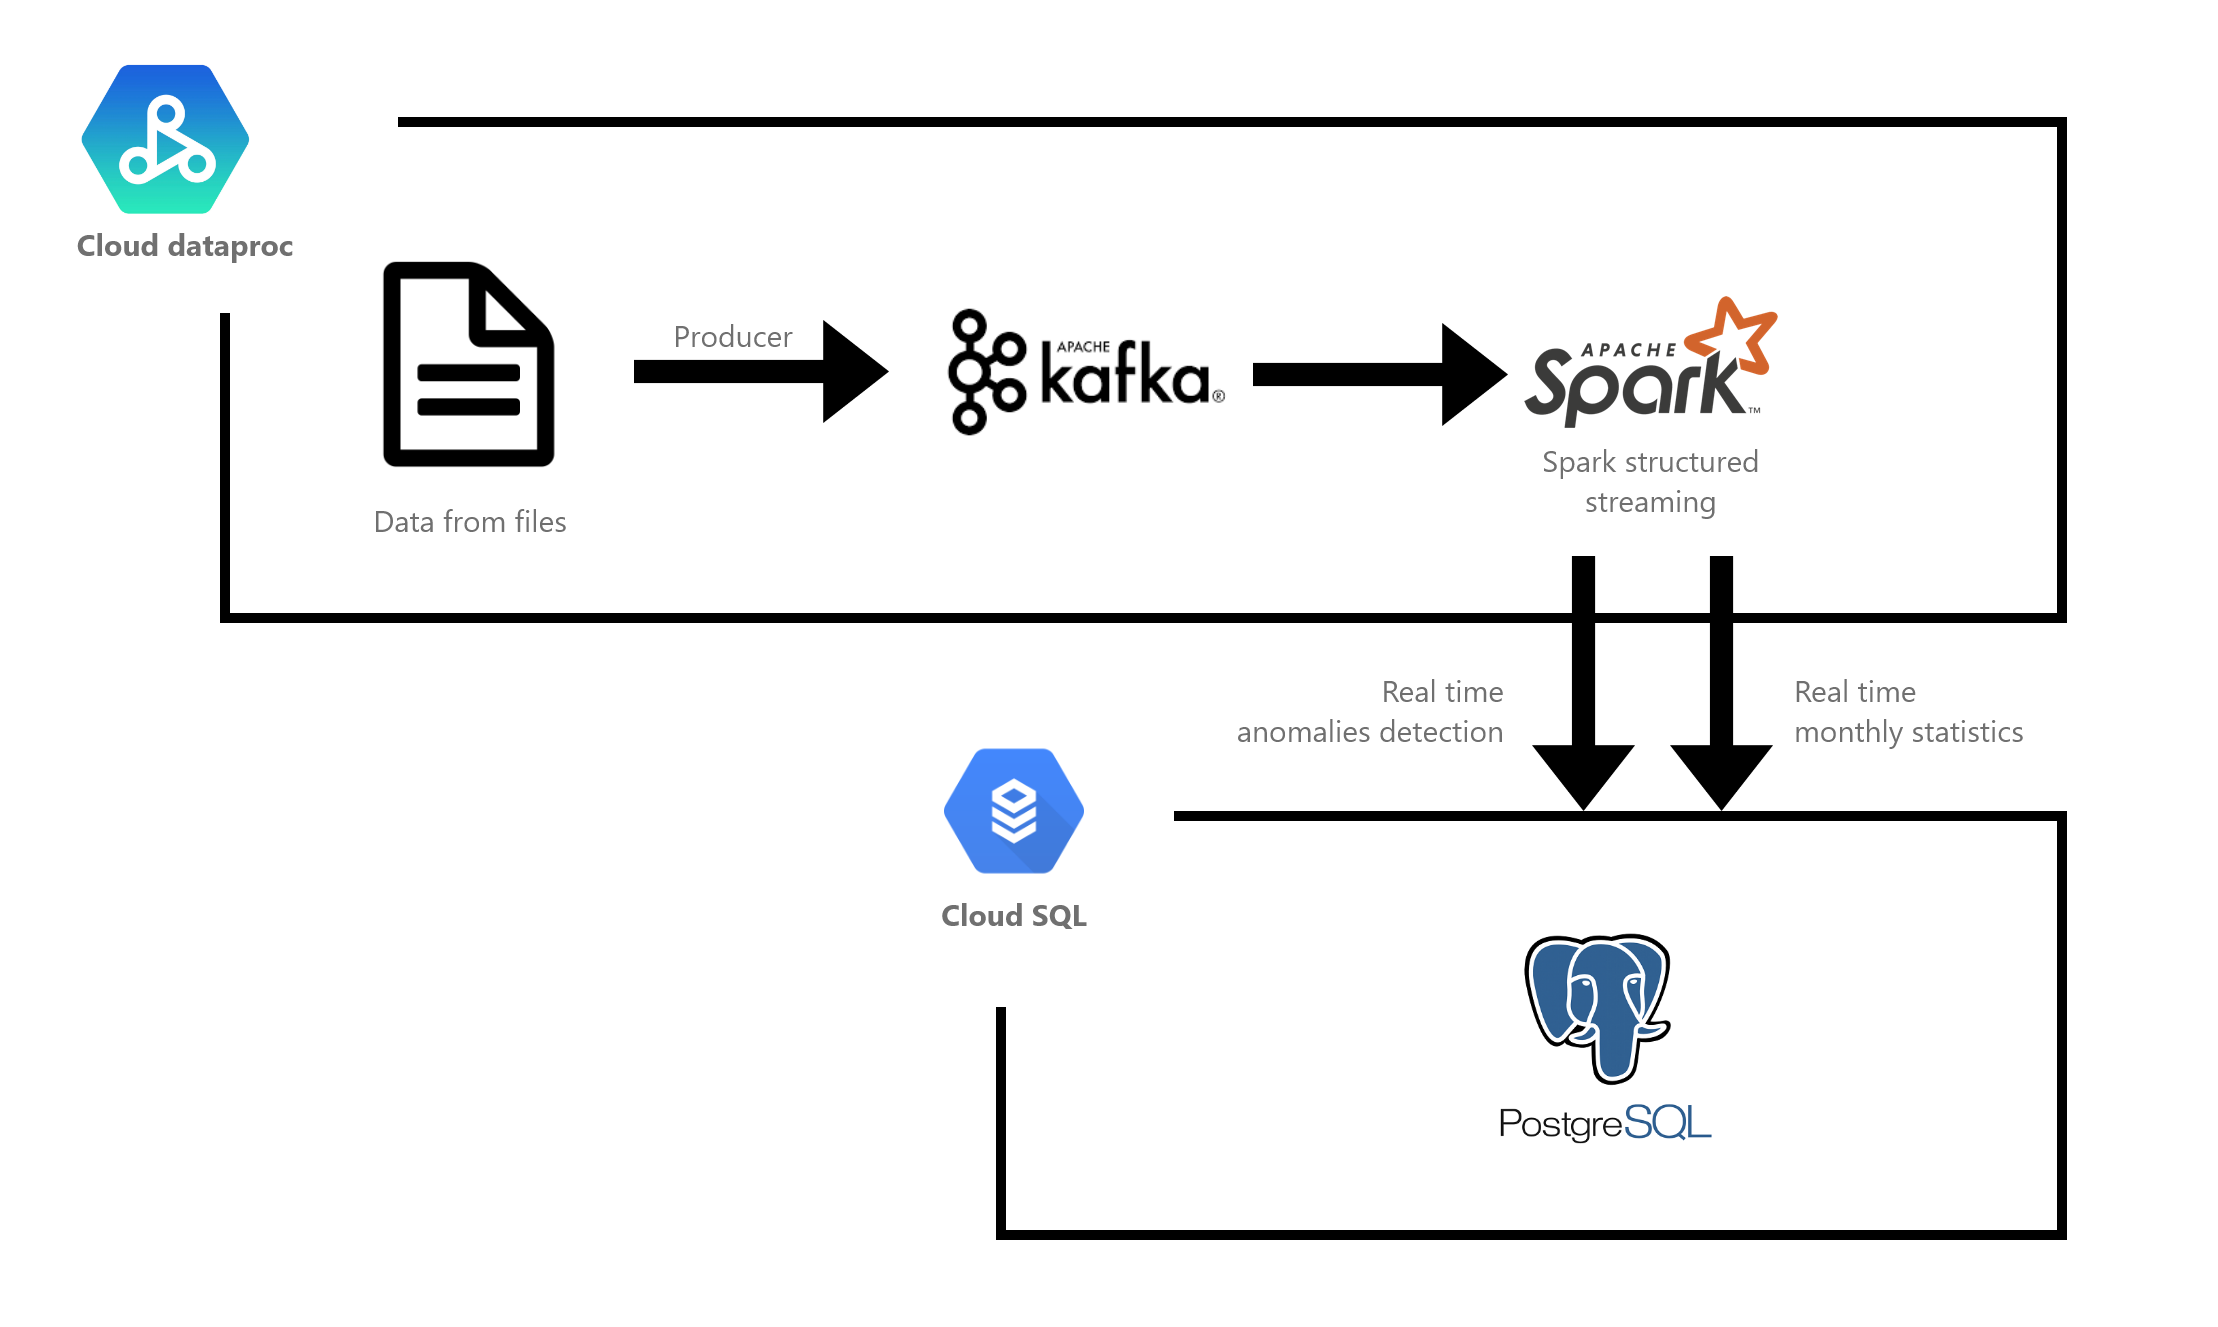 Cloud dataproc
Producer
APACHE
kafka®
APACHE
Spark™
Data from files
Spark structured
streaming
Real time
anomalies detection
Real time
monthly statistics
Cloud SQL
PostgreSQL